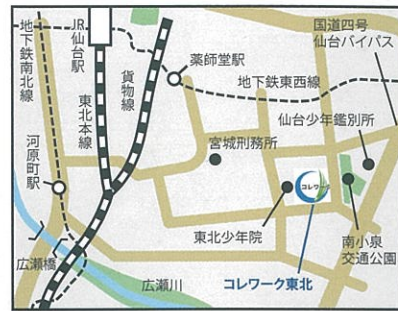 国道四号
仙台バイパス
JR仙台駅
地下鉄南北線
東北本線
貨物線
薬師堂駅
地下鉄東西線
仙台少年鑑別所
宮城刑務所
河原町駅
コレワーク
東北少年院
南小泉
交通公園
広瀬橋
広瀬川
コレワーク東北